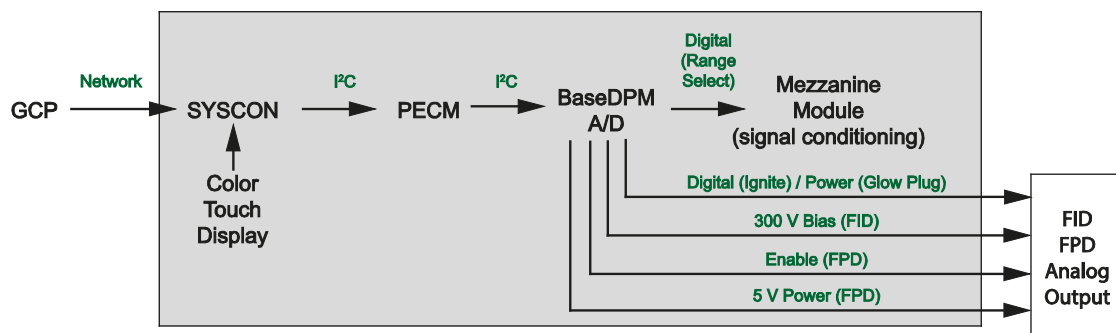 GCP
Network
SYSCON
Color
Touch
Display
I²C
PECM
I²C
BaseDPM
A/D
Digital
(Range
Select)
Mezzanine
Module
(signal conditioning)
Digital (Ignite) / Power (Glow Plug)
300 V Bias (FID)
Enable (FPD)
5 V Power (FPD)
FID
FPD
Analog
Output